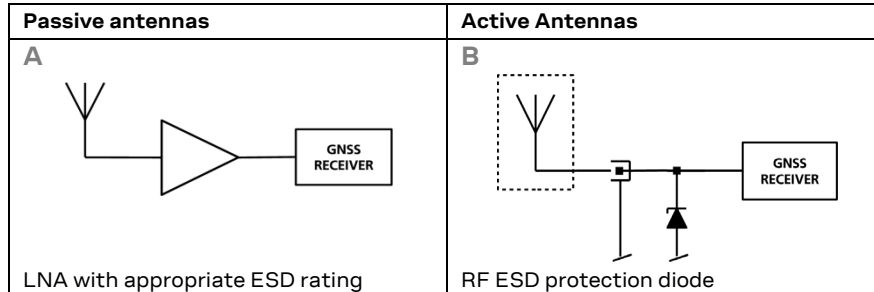 Passive antennas
Active Antennas
A
GNSS
RECEIVER
LNA with appropriate ESD rating
B
GNSS
RECEIVER
RF ESD protection diode